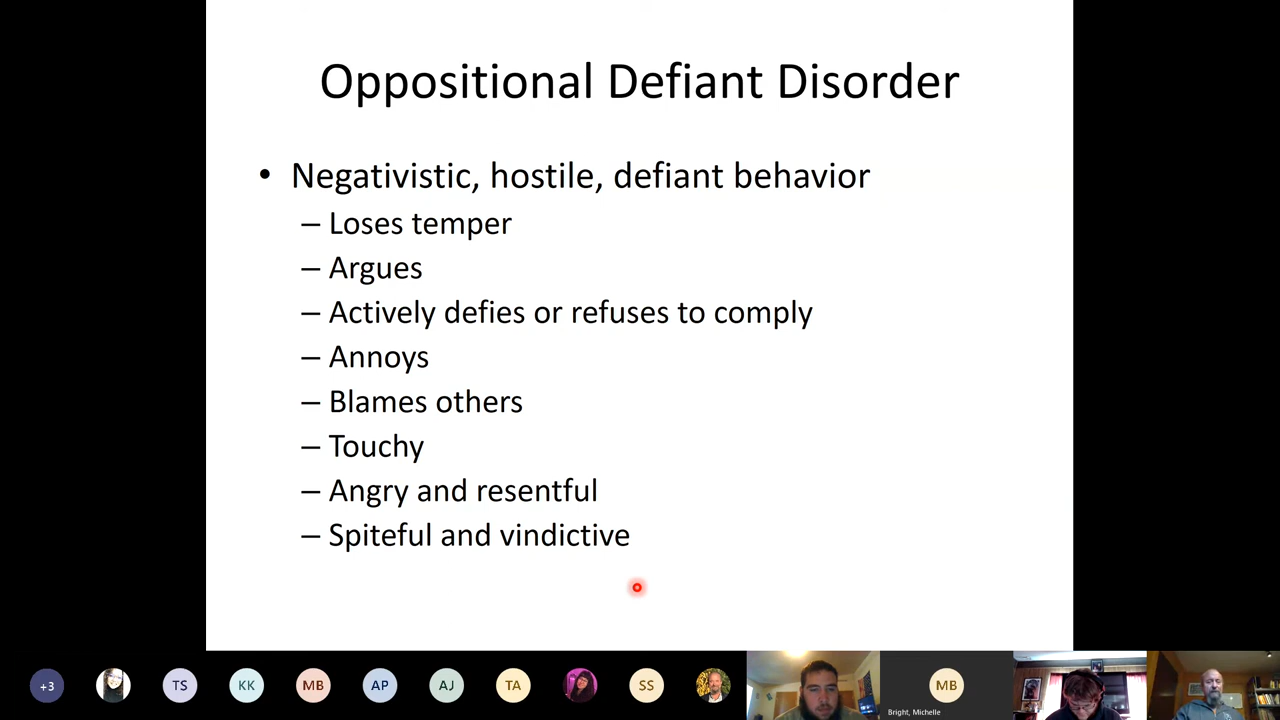 Oppositional Defiant Disorder
• Negativistic, hostile, defiant behavior
– Loses temper
– Argues
– Actively defies or refuses to comply
– Annoys
– Blames others
– Touchy
– Angry and resentful
– Spiteful and vindictive
+3
TS
KK
MB
AP
AJ
TA
SS
MB
Bright, Michelle